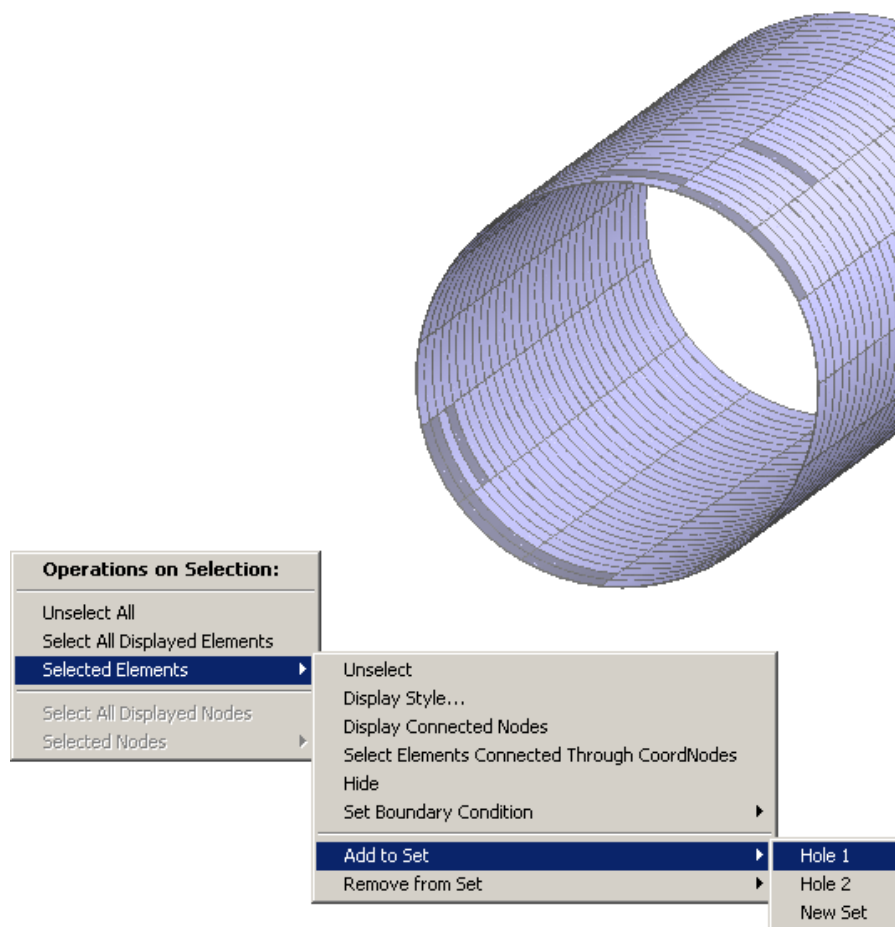 Operations on Selection:
Unselect All
Select All Displayed Elements
Selected Elements
Select All Displayed Nodes
Selected Nodes
Unselect
Display Style...
Display Connected Nodes
Select Elements Connected Through CoordNodes
Hide
Set Boundary Condition
Add to Set
Remove from Set
Hole 1
Hole 2
New Set